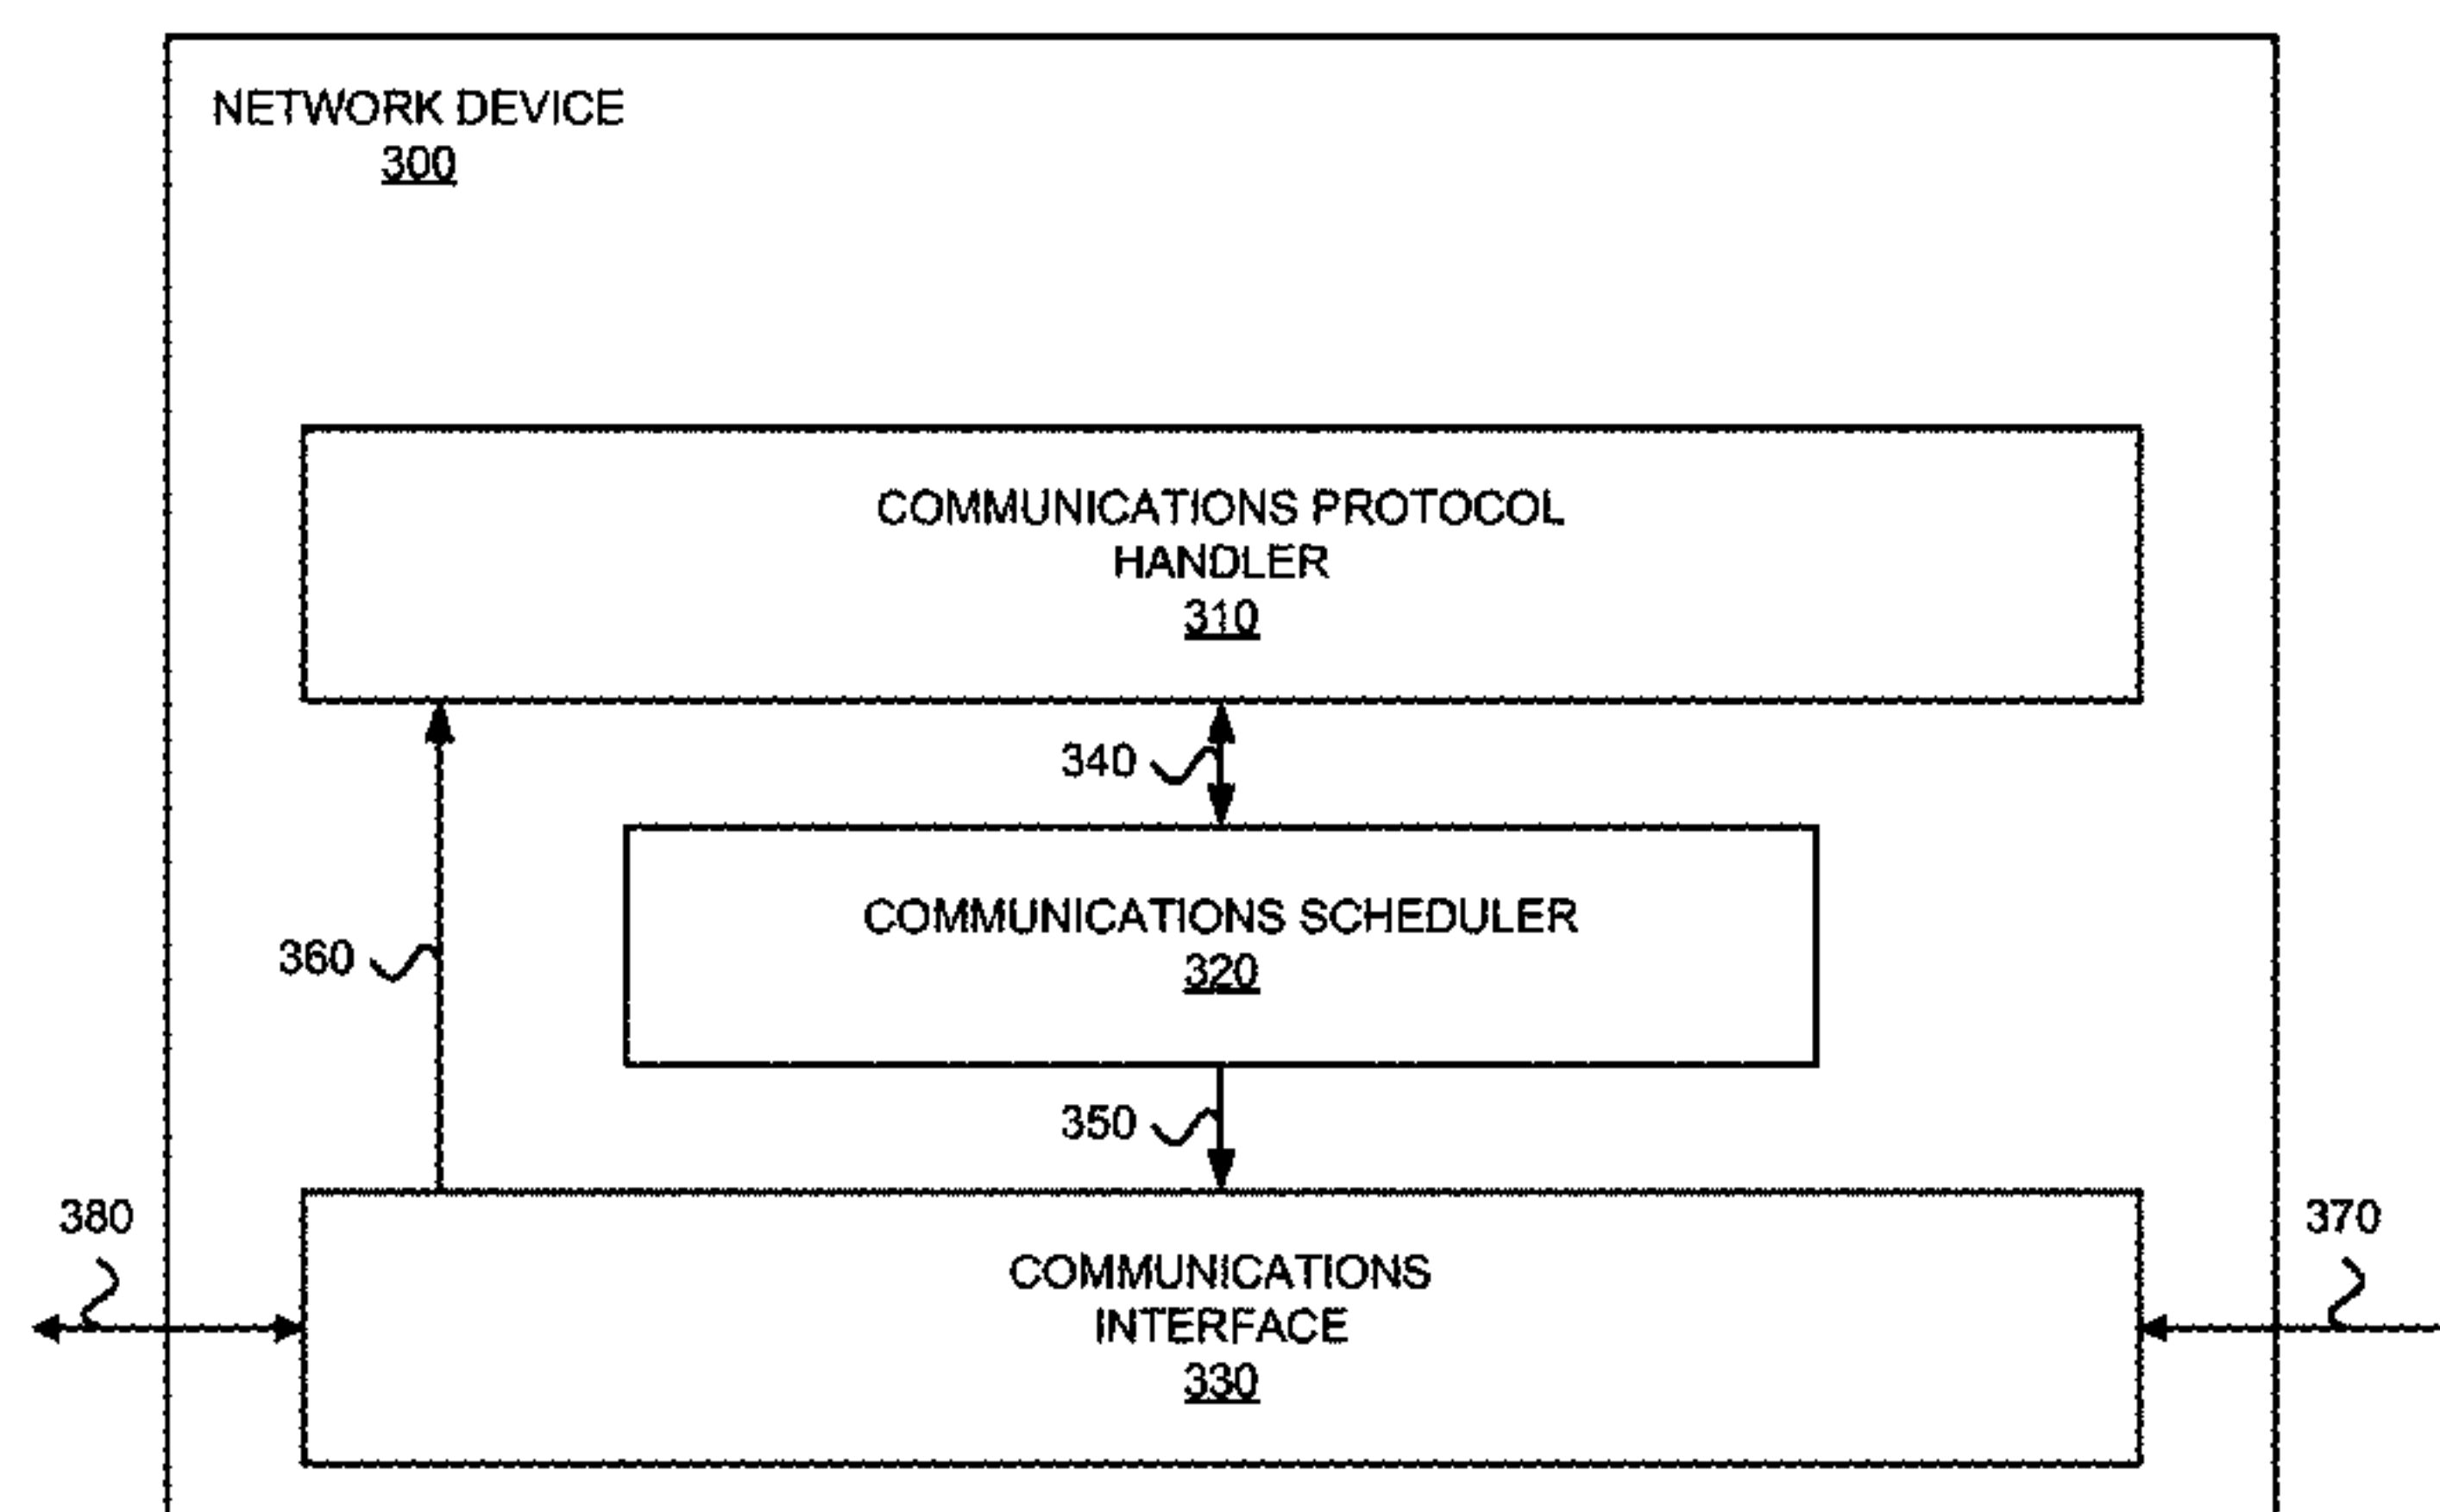 NETWORK DEVICE
300
COMMUNICATIONS PROTOCOL
HANDLER
310
340
COMMUNICATIONS SCHEDULER
320
360
350
380
370
COMMUNICATIONS
INTERFACE
330